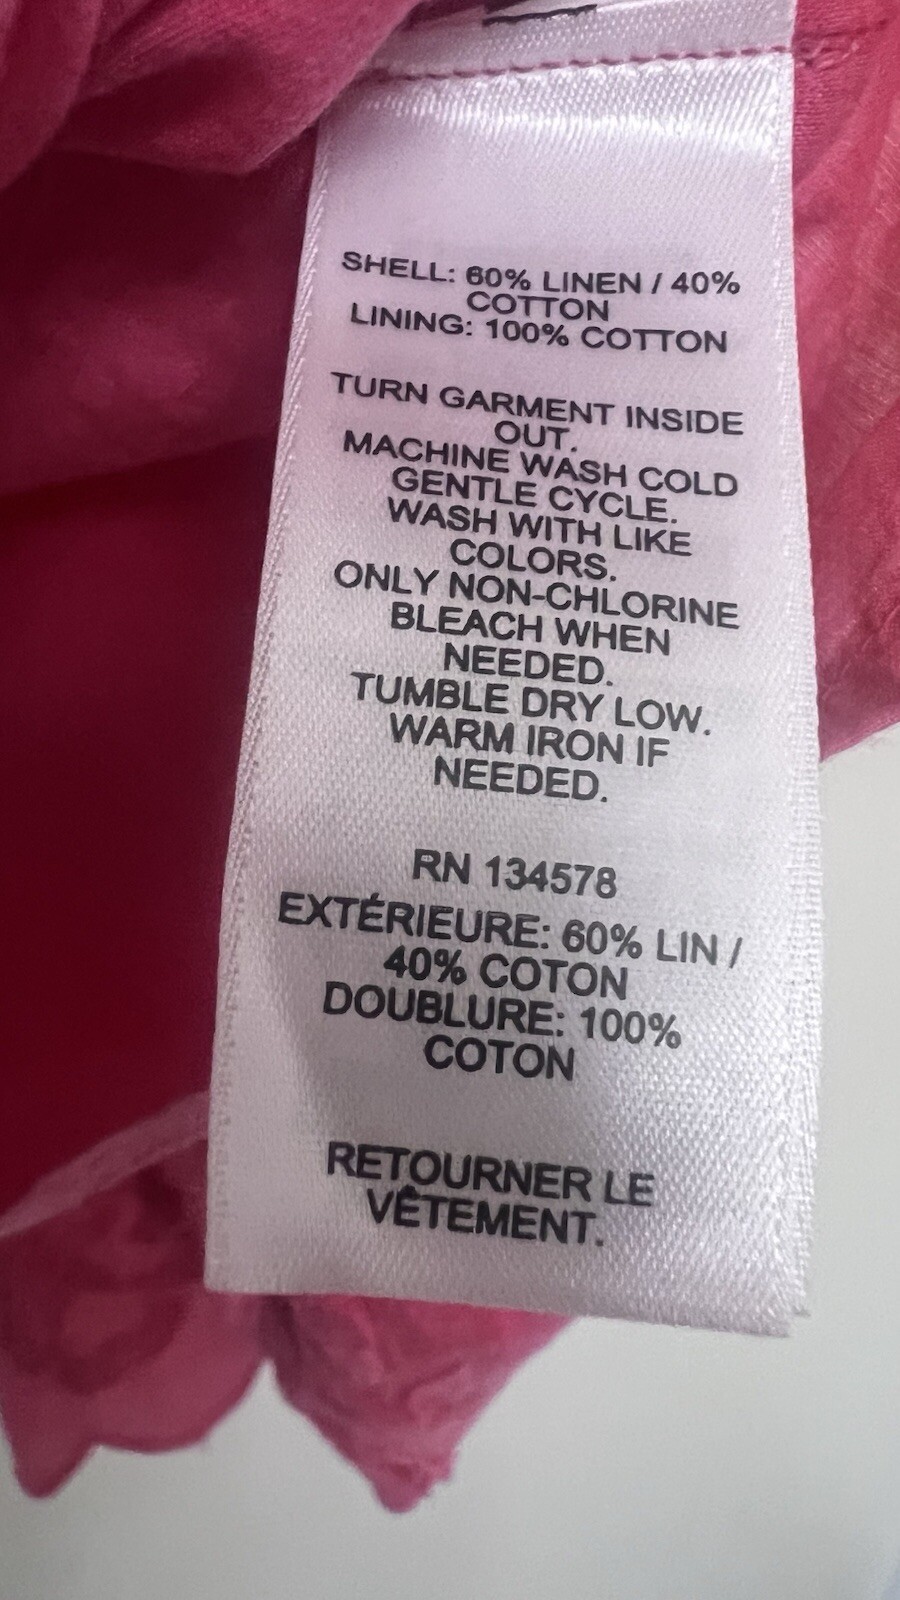 SHELL: 60% LINEN / 40%
COTTON
LINING: 100% COTTON
TURN GARMENT INSIDE
OUT.
MACHINE WASH COLD
GENTLE CYCLE.
WASH WITH LIKE
COLORS.
ONLY NON-CHLORINE
BLEACH WHEN
NEEDED.
TUMBLE DRY LOW.
WARM IRON IF
NEEDED.
RN 134578
EXTÉRIEURE: 60% LIN /
40% COTON
DOUBLURE: 100%
COTON
RETOURNER LE
VÊTEMENT.